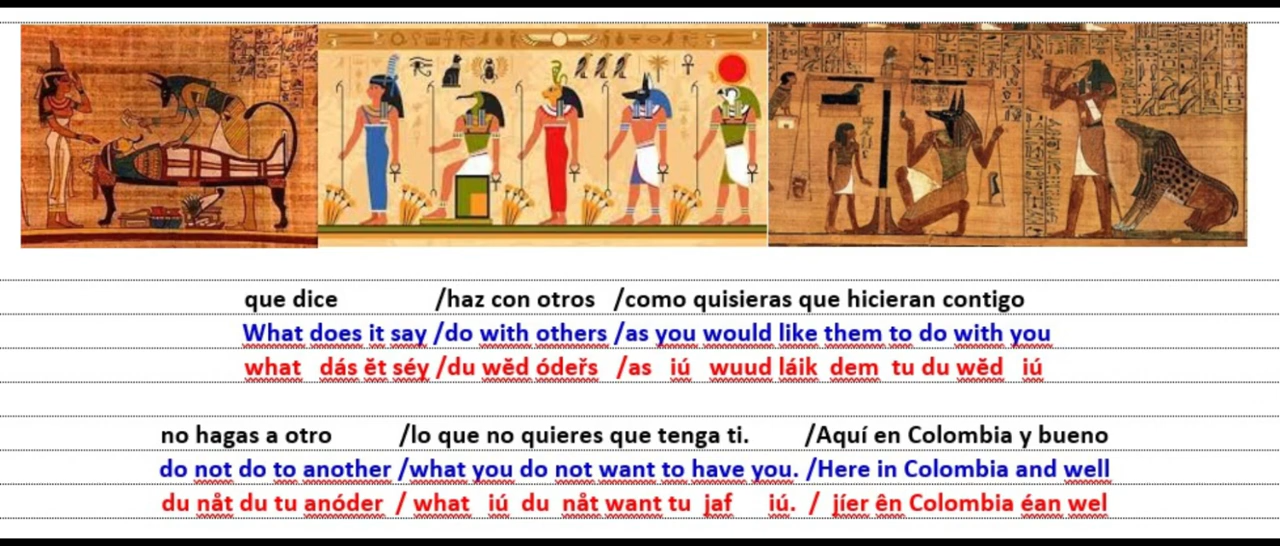 que dice /haz con otros /como quisieras que hicieran contigo
What does it say /do with others /as you would like them to do with you
what dás ět séy /du wěd ódeřs /as iú wuud láik dem tu du wěd iú
no hagas a otro /lo que no quieres que tenga ti. /Aquí en Colombia y bueno
do not do to another /what you do not want to have you. /Here in Colombia and well
du nåt du tu anóder / what iú du nåt want tu jaf iú. / jíer ên Colombia éan wel